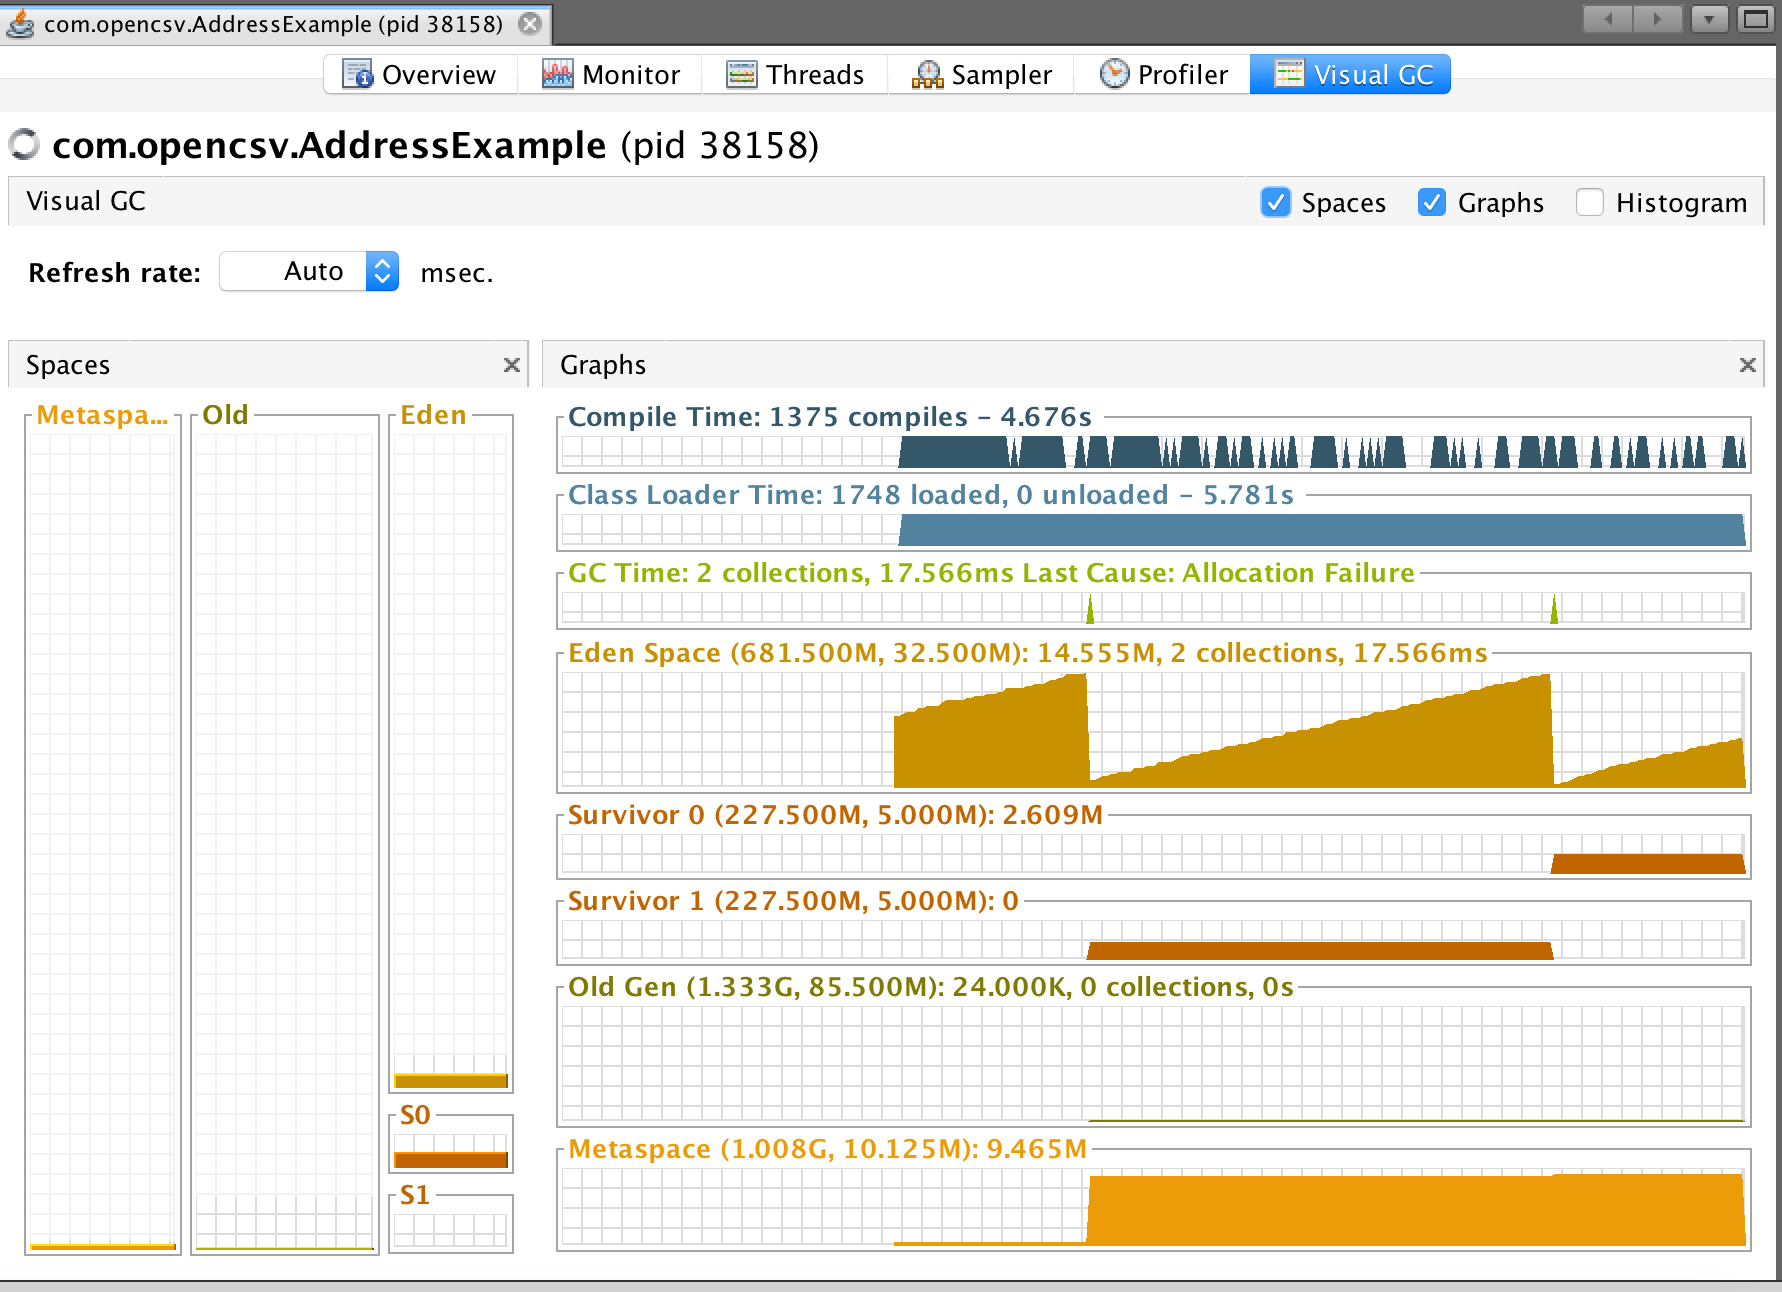 com.opencsv.AddressExample (pid 38158)
Overview Monitor Threads Sampler Profiler Visual GC
com.opencsv.AddressExample (pid 38158)
Visual GC Spaces Graphs Histogram
Refresh rate: Auto msec.
Spaces
Graphs
Metaspa...
Old
Eden
S0
S1
Compile Time: 1375 compiles - 4.676s
Class Loader Time: 1748 loaded, 0 unloaded - 5.781s
GC Time: 2 collections, 17.566ms Last Cause: Allocation Failure
Eden Space (681.500M, 32.500M): 14.555M, 2 collections, 17.566ms
Survivor 0 (227.500M, 5.000M): 2.609M
Survivor 1 (227.500M, 5.000M): 0
Old Gen (1.333G, 85.500M): 24.000K, 0 collections, 0s
Metaspace (1.008G, 10.125M): 9.465M